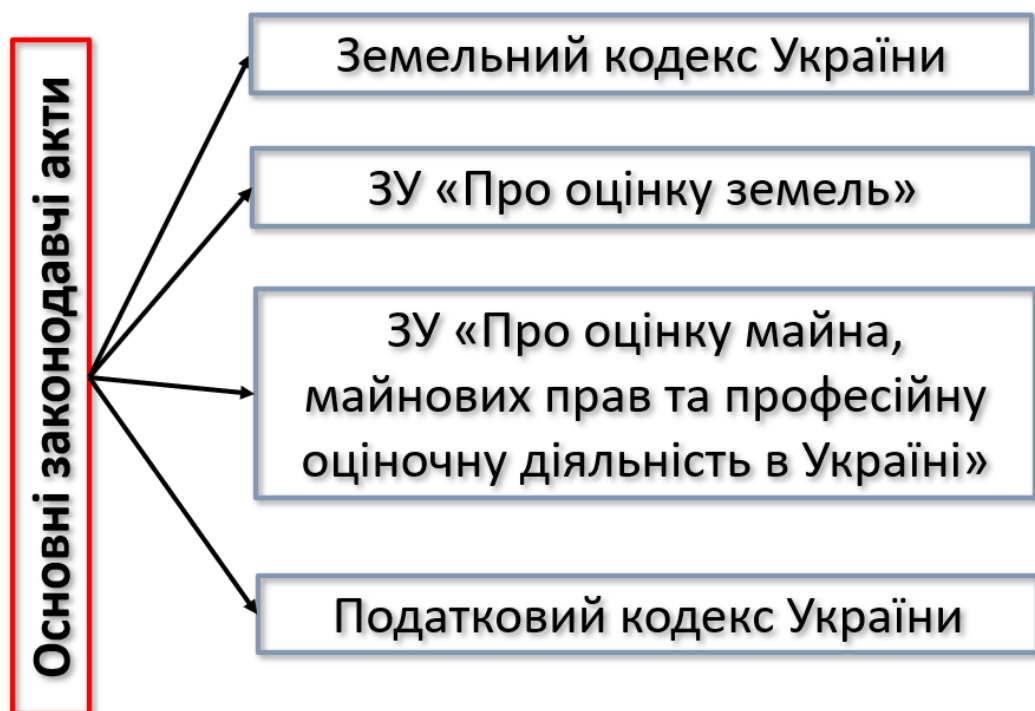 Основні законодавчі акти
Земельний кодекс України
ЗУ «Про оцінку земель»
ЗУ «Про оцінку майна,
майнових прав та професійну
оціночну діяльність в Україні»
Податковий кодекс України